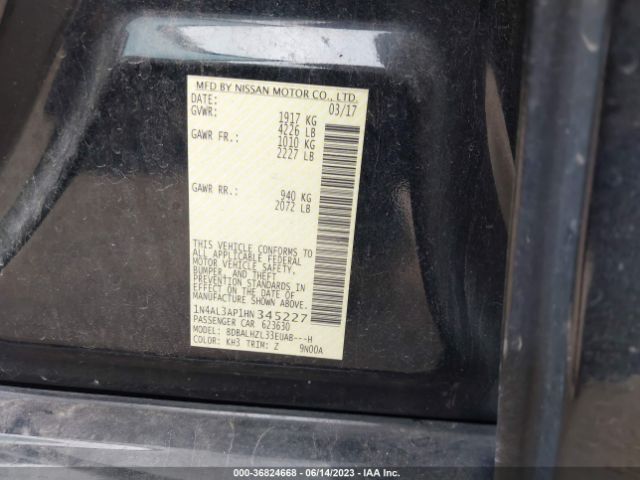 MFD BY NISSAN MOTOR CO., LTD.
DATE: 03/17
GVWR: 1917 KG
4226 LB
GAWR FR.: 1010 KG
2227 LB
GAWR RR.: 940 KG
2072 LB
THIS VEHICLE CONFORMS TO
ALL APPLICABLE FEDERAL
MOTOR VEHICLE SAFETY,
BUMPER, AND THEFT
PREVENTION STANDARDS IN
EFFECT ON THE DATE OF
MANUFACTURE SHOWN ABOVE.
1N4AL3AP1HN345227
PASSENGER CAR 623630
MODEL: BDBALHZL33EUAB---H
COLOR: KH3 TRIM: Z 9N00A
000-36824668 - 06/14/2023 - IAA Inc.